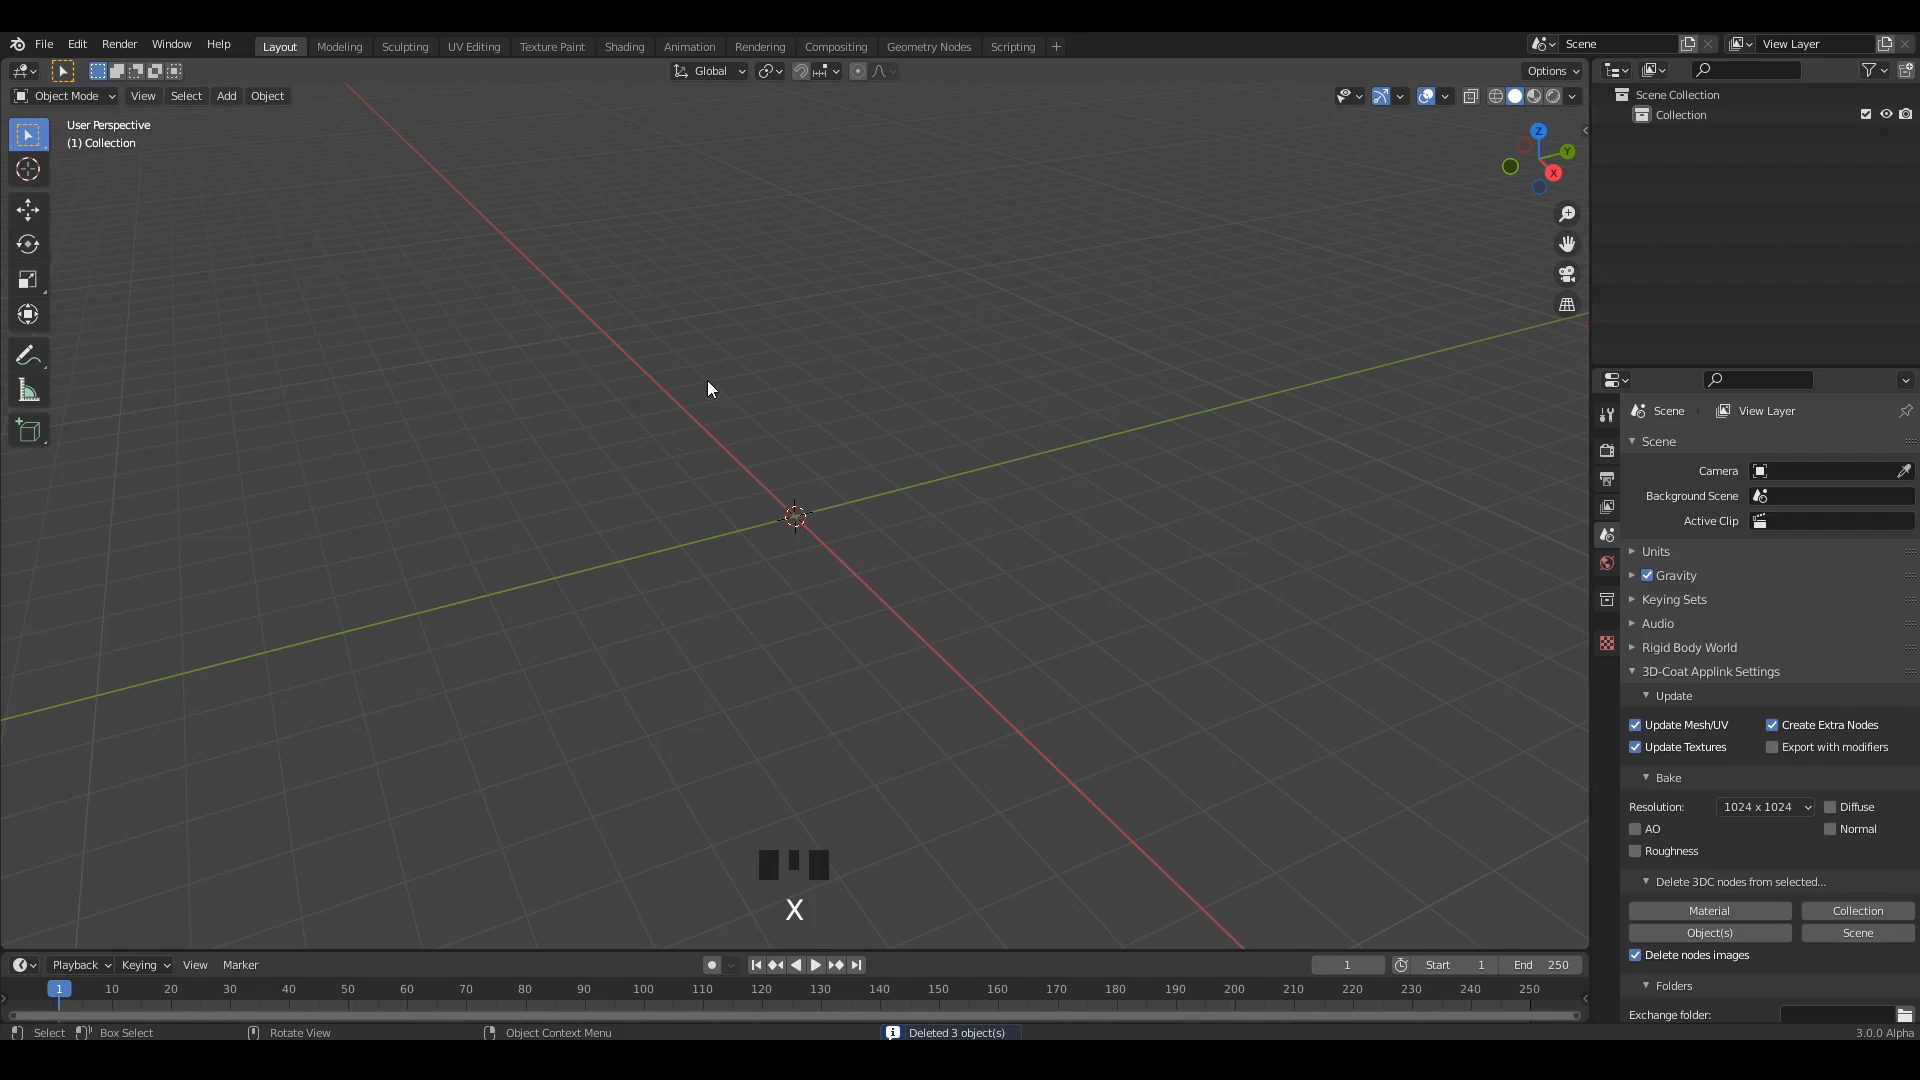 File Edit Render Window Help Layout Modeling Sculpting UV Editing Texture Paint Shading Animation Rendering Compositing Geometry Nodes Scripting + Scene View Layer
Global Options
Object Mode View Select Add Object
User Perspective
(1) Collection
Z
Y
X
Scene Collection
Collection
Scene View Layer
Scene
Camera
Background Scene
Active Clip
Units
Gravity
Keying Sets
Audio
Rigid Body World
3D-Coat Applink Settings
Update
Update Mesh/UV Create Extra Nodes
Update Textures Export with modifiers
Bake
Resolution: 1024 x 1024 Diffuse
AO Normal
Roughness
Delete 3DC nodes from selected...
Material Collection
Object(s) Scene
Delete nodes images
Folders
Exchange folder:
X
Playback Keying View Marker 1 Start 1 End 250
1 10 20 30 40 50 60 70 80 90 100 110 120 130 140 150 160 170 180 190 200 210 220 230 240 250
Select Box Select Rotate View Object Context Menu Deleted 3 object(s) 3.0.0 Alpha